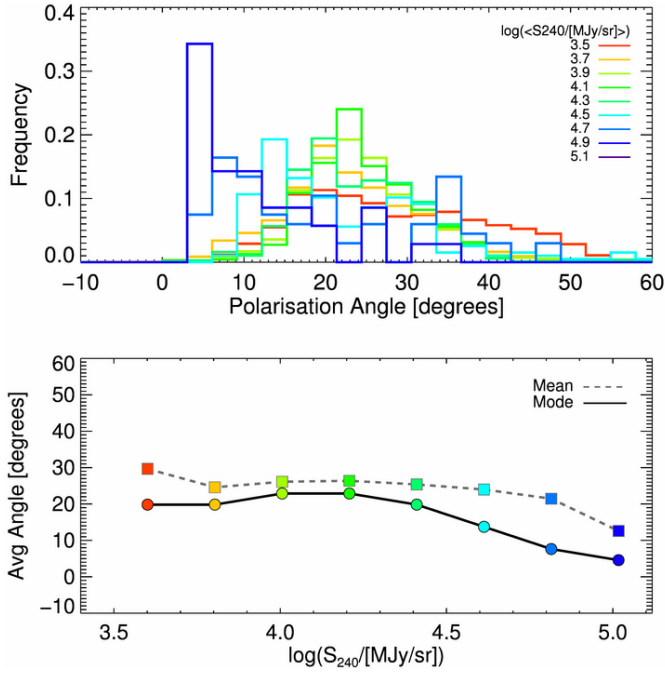 0.4
0.3
0.2
0.1
0.0
Frequency
log(<S240/[MJy/sr]>)
3.5
3.7
3.9
4.1
4.3
4.5
4.7
4.9
5.1
−10 0 10 20 30 40 50 60
Polarisation Angle [degrees]
60
50
40
30
20
10
0
−10
Avg Angle [degrees]
Mean
Mode
3.5 4.0 4.5 5.0
log(S240/[MJy/sr])